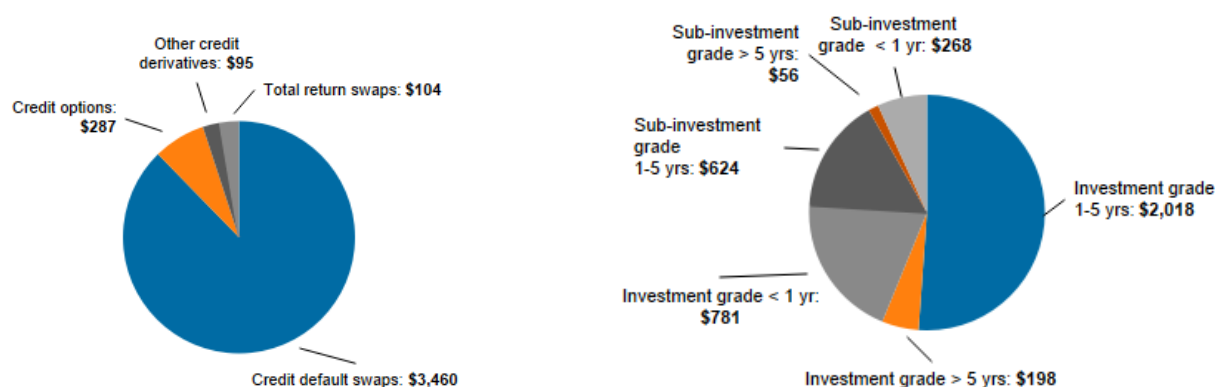 Other credit
derivatives: $95
Total return swaps: $104
Credit options:
$287
Credit default swaps: $3,460
Sub-investment
grade > 5 yrs:
$56
Sub-investment
grade < 1 yr: $268
Sub-investment
grade
1-5 yrs: $624
Investment grade
1-5 yrs: $2,018
Investment grade < 1 yr:
$781
Investment grade > 5 yrs: $198